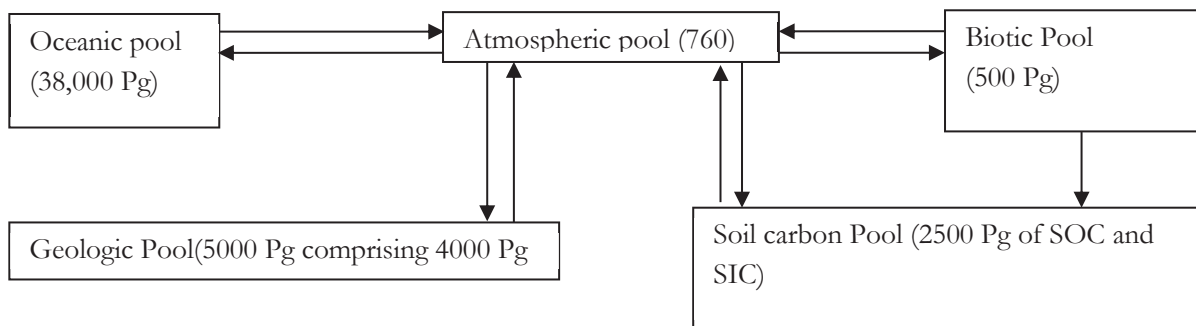 Oceanic pool
(38,000 Pg)
Atmospheric pool (760)
Biotic Pool
(500 Pg)
Geologic Pool(5000 Pg comprising 4000 Pg
Soil carbon Pool (2500 Pg of SOC and
SIC)